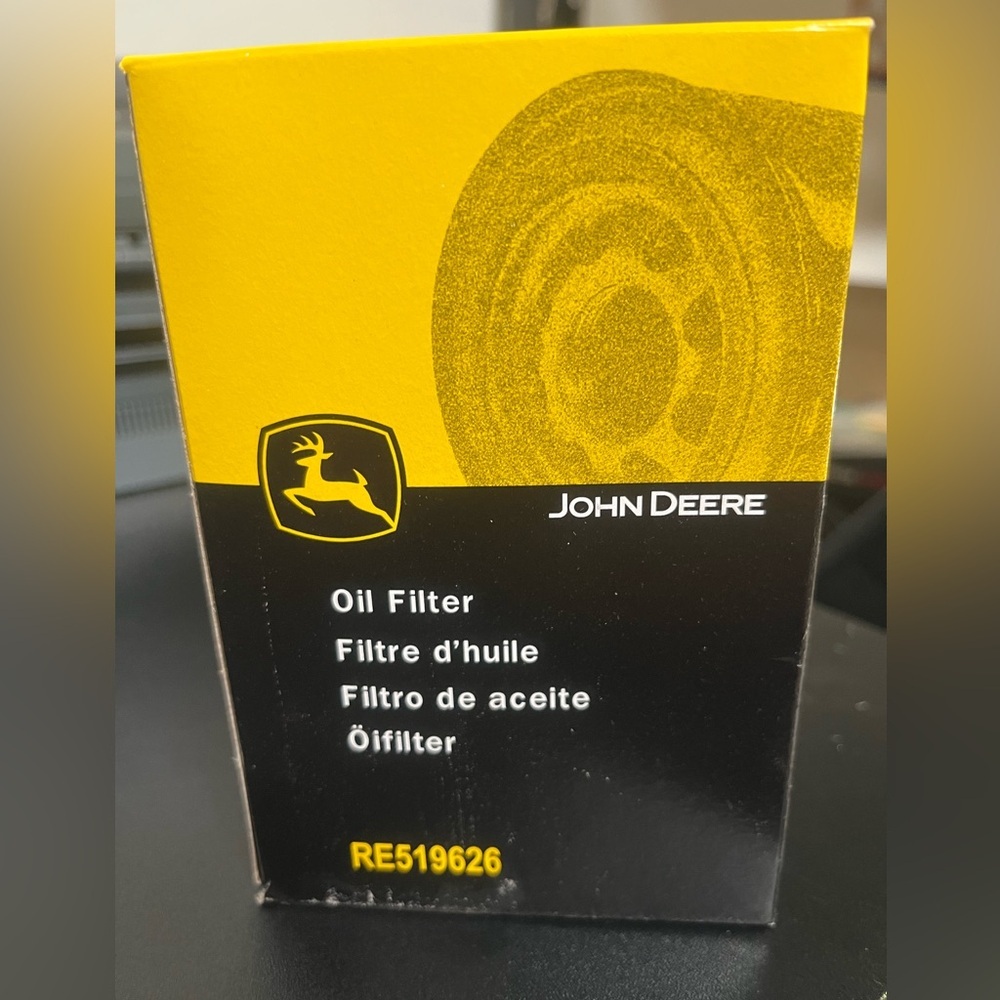 JOHN DEERE
Oil Filter
Filtre d'huile
Filtro de aceite
Öifilter
RE519626